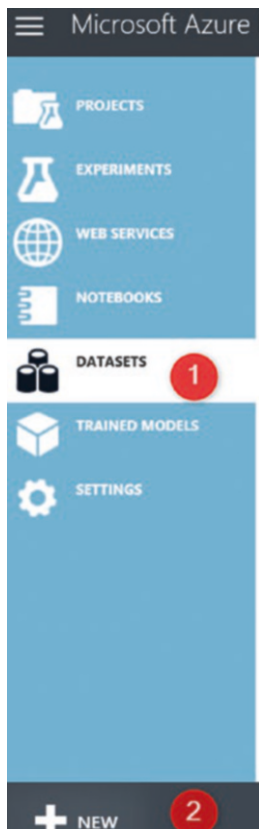 Microsoft Azure
PROJECTS
EXPERIMENTS
WEB SERVICES
NOTEBOOKS
DATASETS 1
TRAINED MODELS
SETTINGS
NEW 2